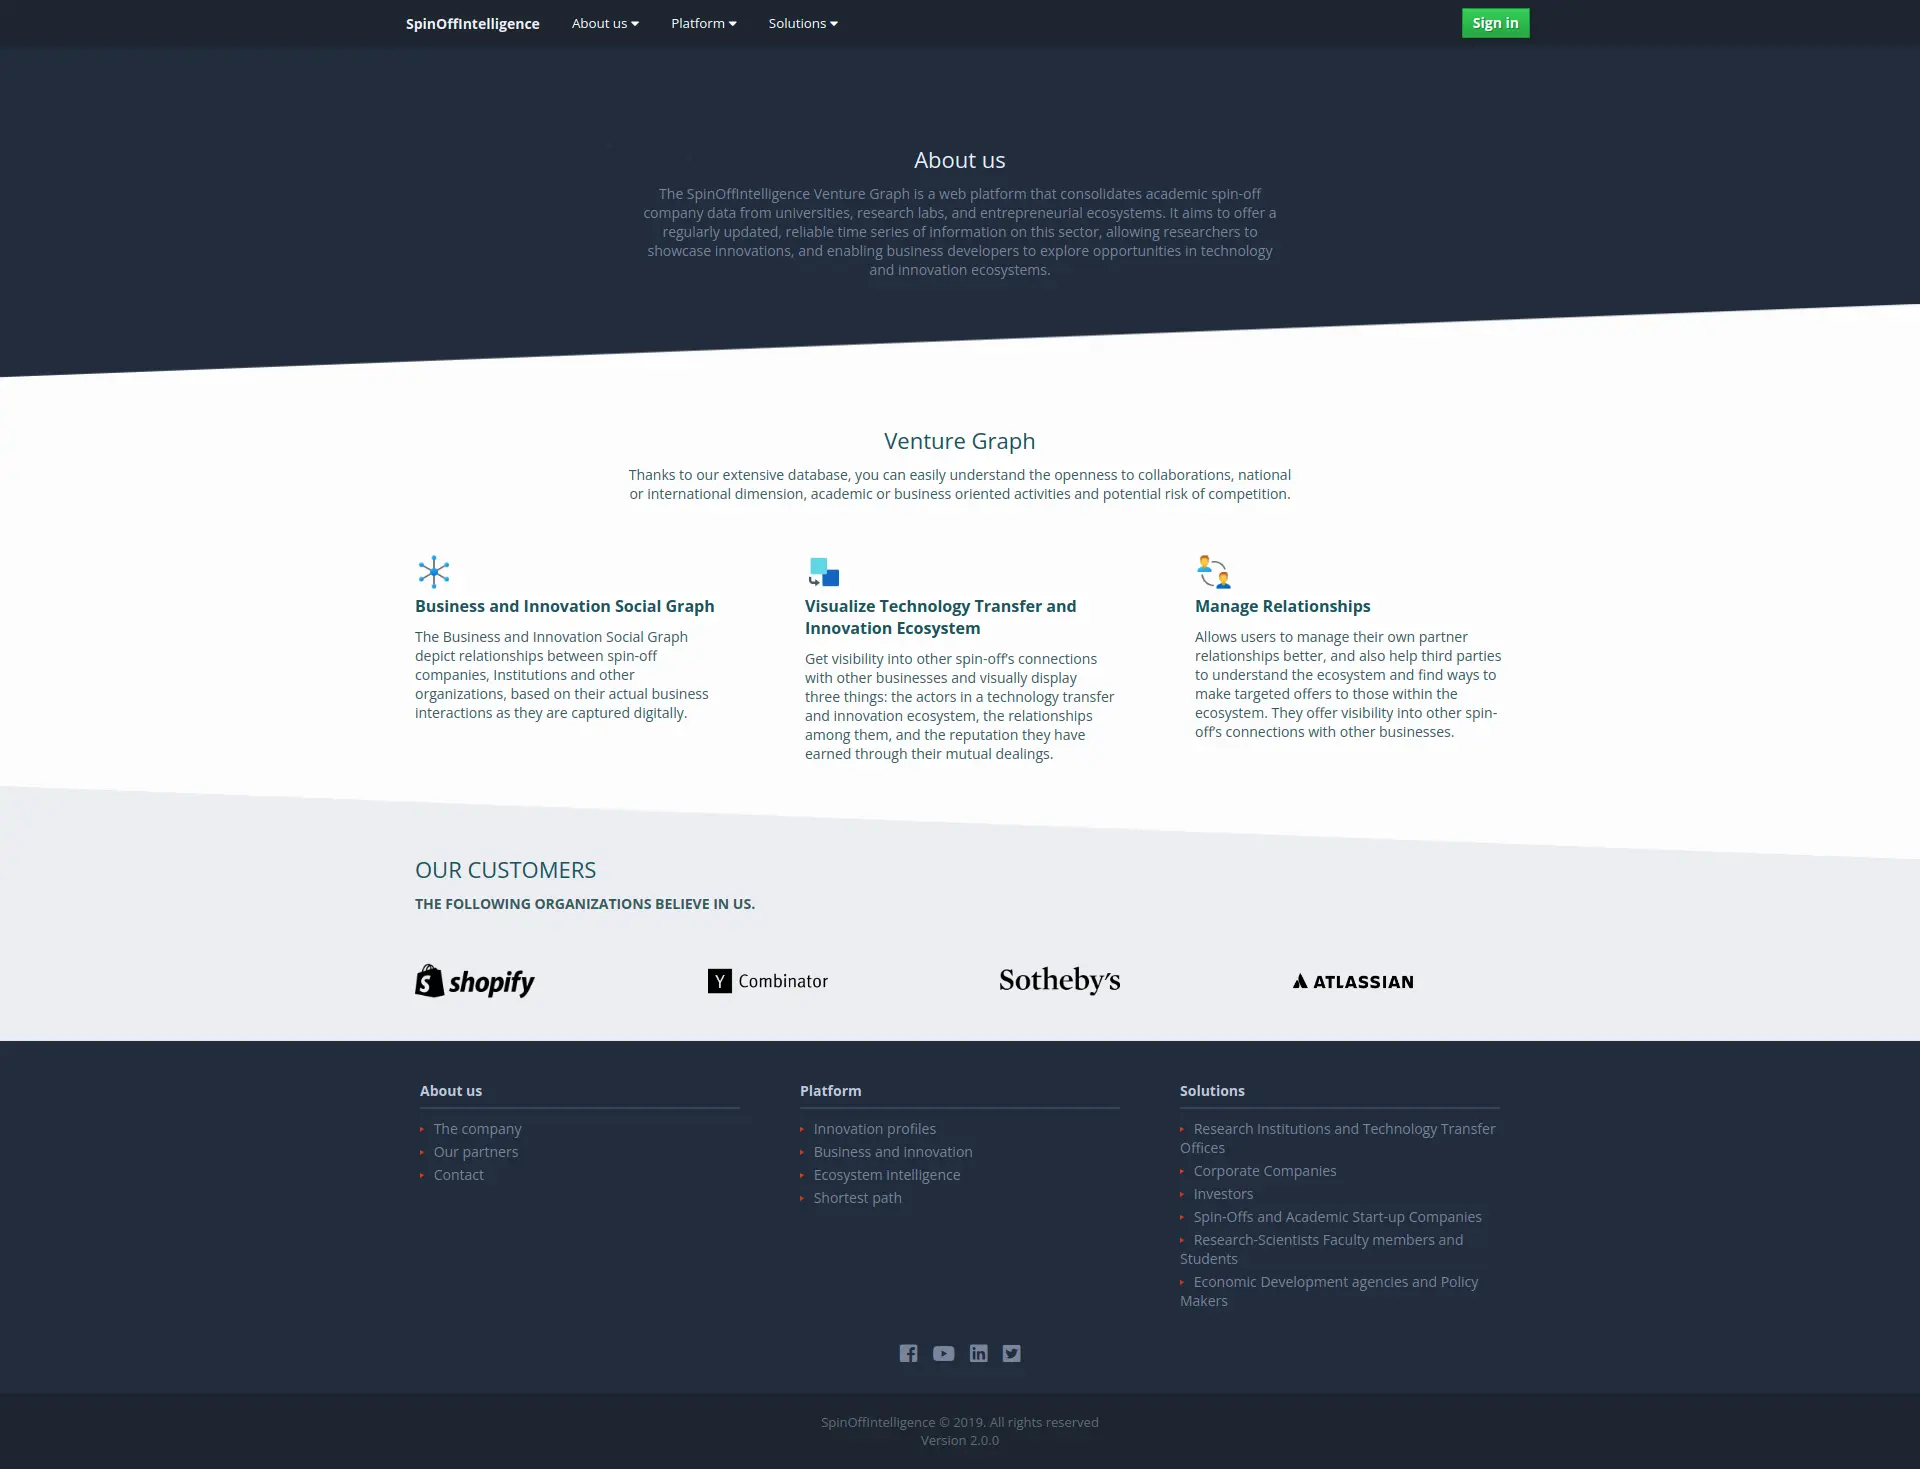 SpinOffIntelligence
About us
Platform
Solutions
Sign in
About us
The SpinOffIntelligence Venture Graph is a web platform that consolidates academic spin-off
company data from universities, research labs, and entrepreneurial ecosystems. It aims to offer a
regularly updated, reliable time series of information on this sector, allowing researchers to
showcase innovations, and enabling business developers to explore opportunities in technology
and innovation ecosystems.
Venture Graph
Thanks to our extensive database, you can easily understand the openness to collaborations, national
or international dimension, academic or business oriented activities and potential risk of competition.
Business and Innovation Social Graph
The Business and Innovation Social Graph
depict relationships between spin-off
companies, Institutions and other
organizations, based on their actual business
interactions as they are captured digitally.
Visualize Technology Transfer and
Innovation Ecosystem
Get visibility into other spin-off's connections
with other businesses and visually display
three things: the actors in a technology transfer
and innovation ecosystem, the relationships
among them, and the reputation they have
earned through their mutual dealings.
Manage Relationships
Allows users to manage their own partner
relationships better, and also help third parties
to understand the ecosystem and find ways to
make targeted offers to those within the
ecosystem. They offer visibility into other spin-
off's connections with other businesses.
OUR CUSTOMERS
THE FOLLOWING ORGANIZATIONS BELIEVE IN US.
shopify
Y Combinator
Sotheby's
ATLASSIAN
About us
The company
Our partners
Contact
Platform
Innovation profiles
Business and innovation
Ecosystem intelligence
Shortest path
Solutions
Research Institutions and Technology Transfer
Offices
Corporate Companies
Investors
Spin-Offs and Academic Start-up Companies
Research-Scientists Faculty members and
Students
Economic Development agencies and Policy
Makers
SpinOffIntelligence © 2019. All rights reserved
Version 2.0.0